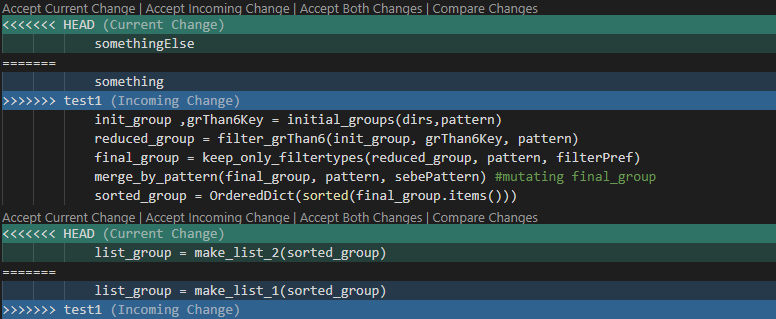 Accept Current Change | Accept Incoming Change | Accept Both Changes | Compare Changes
<<<<<<< HEAD (Current Change)
            somethingElse
=======
            something
>>>>>>> test1 (Incoming Change)
            init_group ,grThan6Key = initial_groups(dirs,pattern)
            reduced_group = filter_grThan6(init_group, grThan6Key, pattern)
            final_group = keep_only_filtertypes(reduced_group, pattern, filterPref)
            merge_by_pattern(final_group, pattern, sebePattern) #mutating final_group
            sorted_group = OrderedDict(sorted(final_group.items()))
Accept Current Change | Accept Incoming Change | Accept Both Changes | Compare Changes
<<<<<<< HEAD (Current Change)
            list_group = make_list_2(sorted_group)
=======
            list_group = make_list_1(sorted_group)
>>>>>>> test1 (Incoming Change)